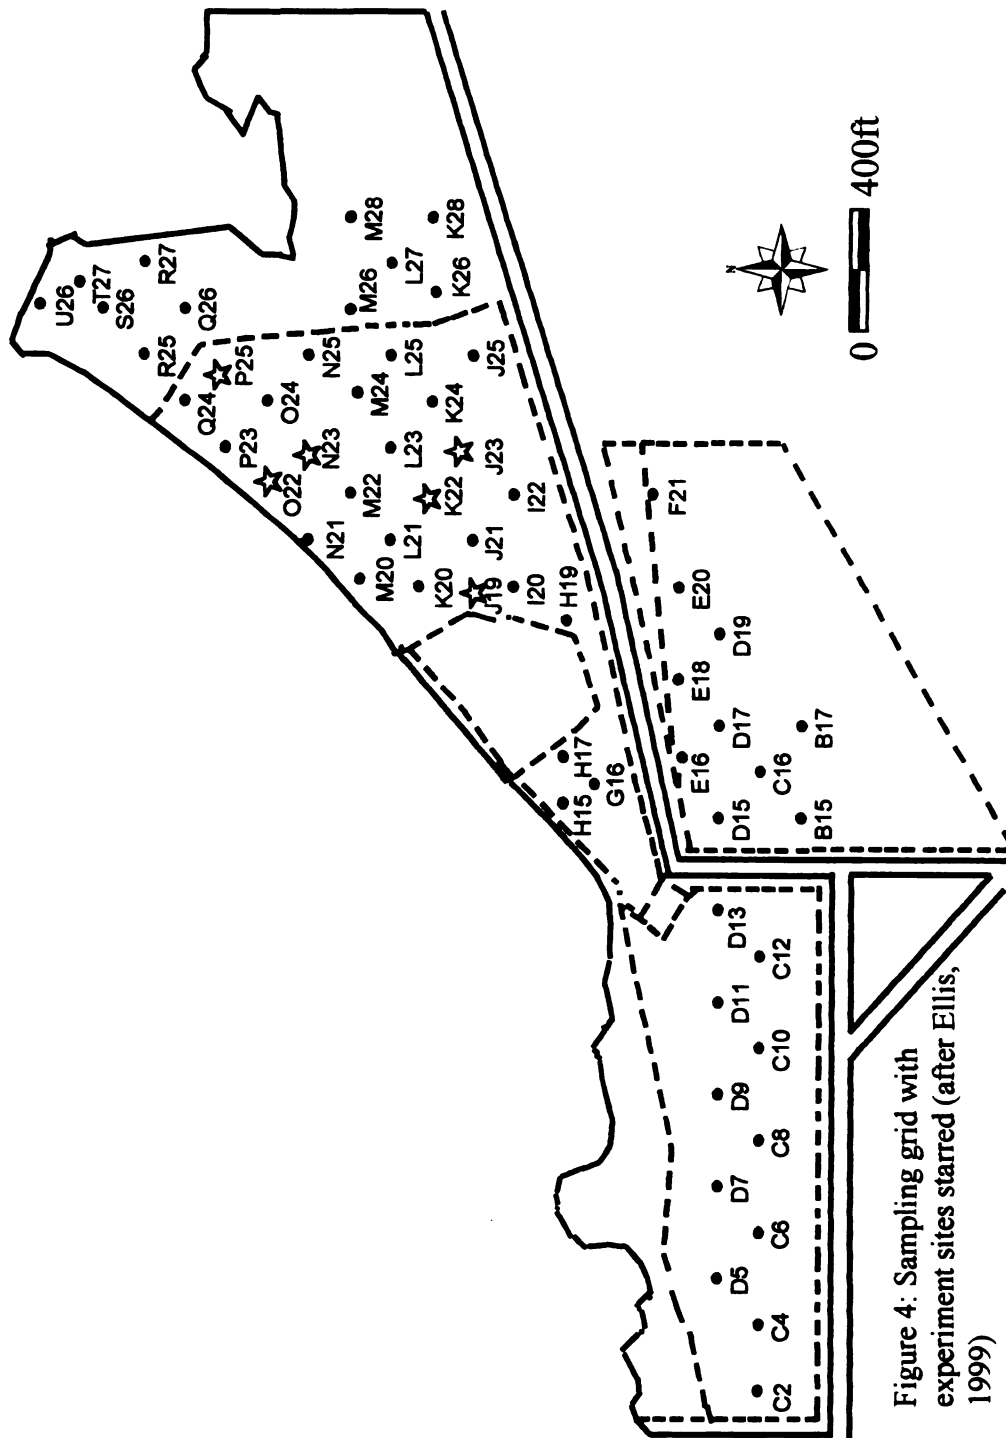 U26
T27
S26
R25
R27
Q24
Q26
P23
P25
O22
O24
N21
N23
N25
M20
M22
M24
M26
M28
L21
L23
L25
L27
K20
K22
K24
K26
K28
J19
J21
J23
J25
I20
I22
H15
H17
H19
G16
F21
E16
E18
E20
D5
D7
D9
D11
D13
D15
D17
D19
C2
C4
C6
C8
C10
C12
C16
B15
B17
N
0 400ft
Figure 4: Sampling grid with
experiment sites starred (after Ellis,
1999)